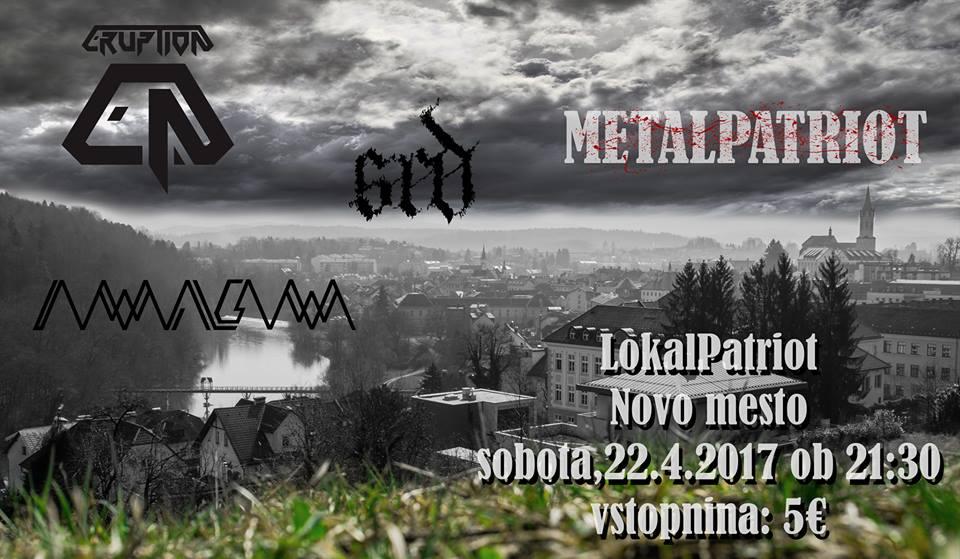 ERUPTION
METALPATRIOT
LokalPatriot
Novo mesto
sobota,22.4.2017 ob 21:30
vstopnina: 5€